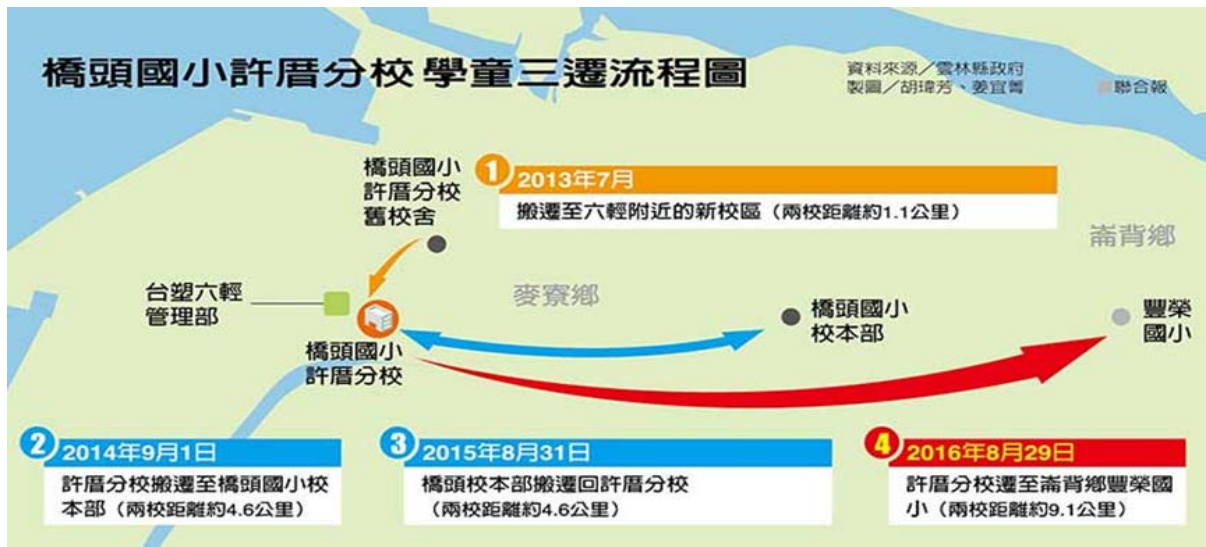 橋頭國小許厝分校 學童三遷流程圖
資料來源／雲林縣政府
製圖／胡瑋芳、姜宜菁
聯合報
橋頭國小
許厝分校
舊校舍
1
2013年7月
搬遷至六輕附近的新校區（兩校距離約1.1公里）
崙背鄉
台塑六輕
管理部
麥寮鄉
橋頭國小
校本部
豐榮
國小
橋頭國小
許厝分校
2
2014年9月1日
許厝分校搬遷至橋頭國小校
本部（兩校距離約4.6公里）
3
2015年8月31日
橋頭校本部搬遷回許厝分校
（兩校距離約4.6公里）
4
2016年8月29日
許厝分校遷至崙背鄉豐榮國
小（兩校距離約9.1公里）